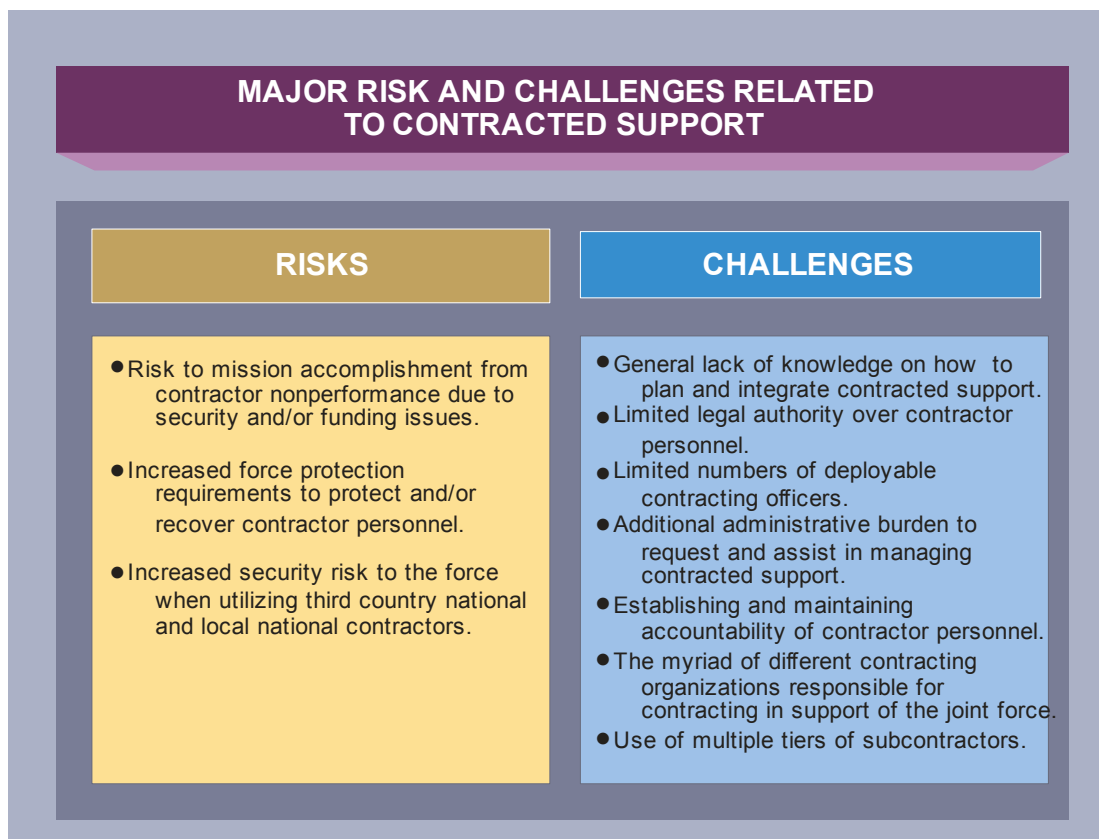 MAJOR RISK AND CHALLENGES RELATED
TO CONTRACTED SUPPORT
RISKS
● Risk to mission accomplishment from
contractor nonperformance due to
security and/or funding issues.
● Increased force protection
requirements to protect and/or
recover contractor personnel.
● Increased security risk to the force
when utilizing third country national
and local national contractors.
CHALLENGES
● General lack of knowledge on how to
plan and integrate contracted support.
● Limited legal authority over contractor
personnel.
● Limited numbers of deployable
contracting officers.
● Additional administrative burden to
request and assist in managing
contracted support.
● Establishing and maintaining
accountability of contractor personnel.
● The myriad of different contracting
organizations responsible for
contracting in support of the joint force.
● Use of multiple tiers of subcontractors.